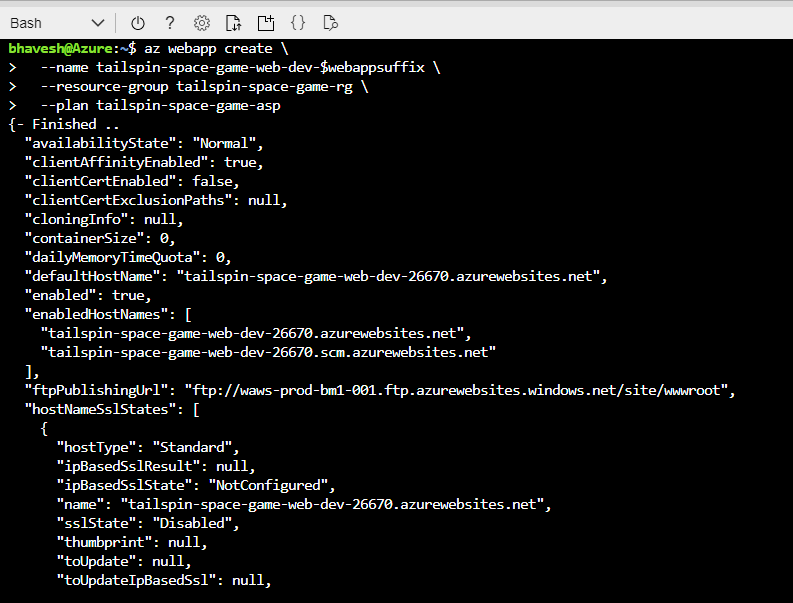 Bash
bhavesh@Azure:~$ az webapp create \
>   --name tailspin-space-game-web-dev-$webappsuffix \
>   --resource-group tailspin-space-game-rg \
>   --plan tailspin-space-game-asp
{- Finished ..
  "availabilityState": "Normal",
  "clientAffinityEnabled": true,
  "clientCertEnabled": false,
  "clientCertExclusionPaths": null,
  "cloningInfo": null,
  "containerSize": 0,
  "dailyMemoryTimeQuota": 0,
  "defaultHostName": "tailspin-space-game-web-dev-26670.azurewebsites.net",
  "enabled": true,
  "enabledHostNames": [
    "tailspin-space-game-web-dev-26670.azurewebsites.net",
    "tailspin-space-game-web-dev-26670.scm.azurewebsites.net"
  ],
  "ftpPublishingUrl": "ftp://waws-prod-bm1-001.ftp.azurewebsites.windows.net/site/wwwroot",
  "hostNameSslStates": [
    {
      "hostType": "Standard",
      "ipBasedSslResult": null,
      "ipBasedSslState": "NotConfigured",
      "name": "tailspin-space-game-web-dev-26670.azurewebsites.net",
      "sslState": "Disabled",
      "thumbprint": null,
      "toUpdate": null,
      "toUpdateIpBasedSsl": null,